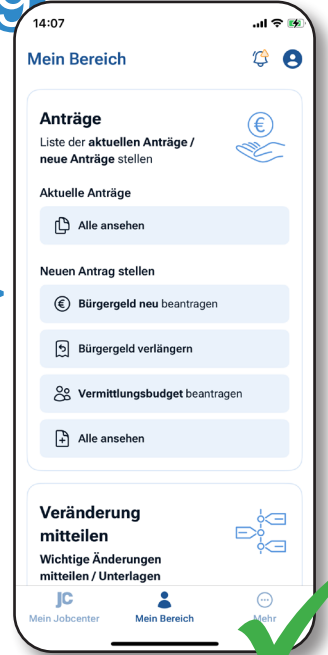 14:07
Mein Bereich
Anträge
Liste der aktuellen Anträge /
neue Anträge stellen
Aktuelle Anträge
Alle ansehen
Neuen Antrag stellen
Bürgergeld neu beantragen
Bürgergeld verlängern
Vermittlungsbudget beantragen
Alle ansehen
Veränderung
mitteilen
Wichtige Änderungen
mitteilen / Unterlagen
JC
Mein Jobcenter Mein Bereich Mehr